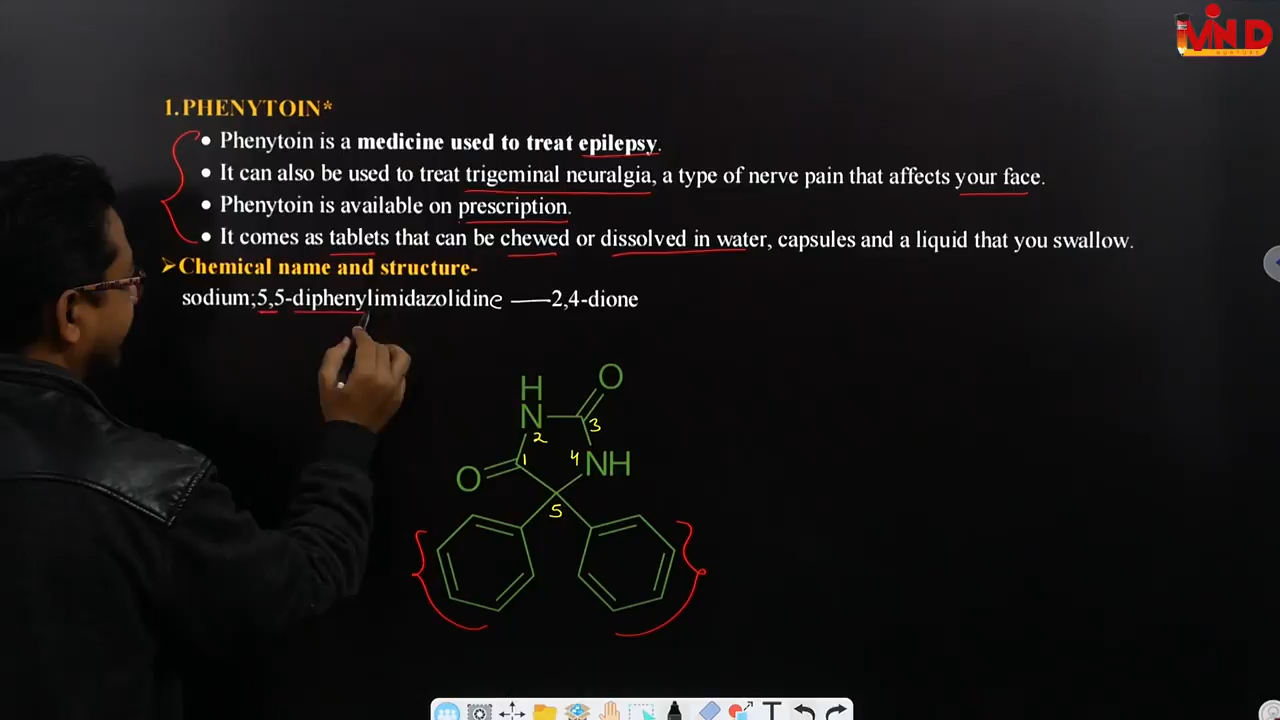 MIND
NURTURE
1.PHENYTOIN*
• Phenytoin is a medicine used to treat epilepsy.
• It can also be used to treat trigeminal neuralgia, a type of nerve pain that affects your face.
• Phenytoin is available on prescription.
• It comes as tablets that can be chewed or dissolved in water, capsules and a liquid that you swallow.
➤Chemical name and structure-
sodium;5,5-diphenylimidazolidine —2,4-dione
H
O
N
2
3
O
1
4
NH
5
T